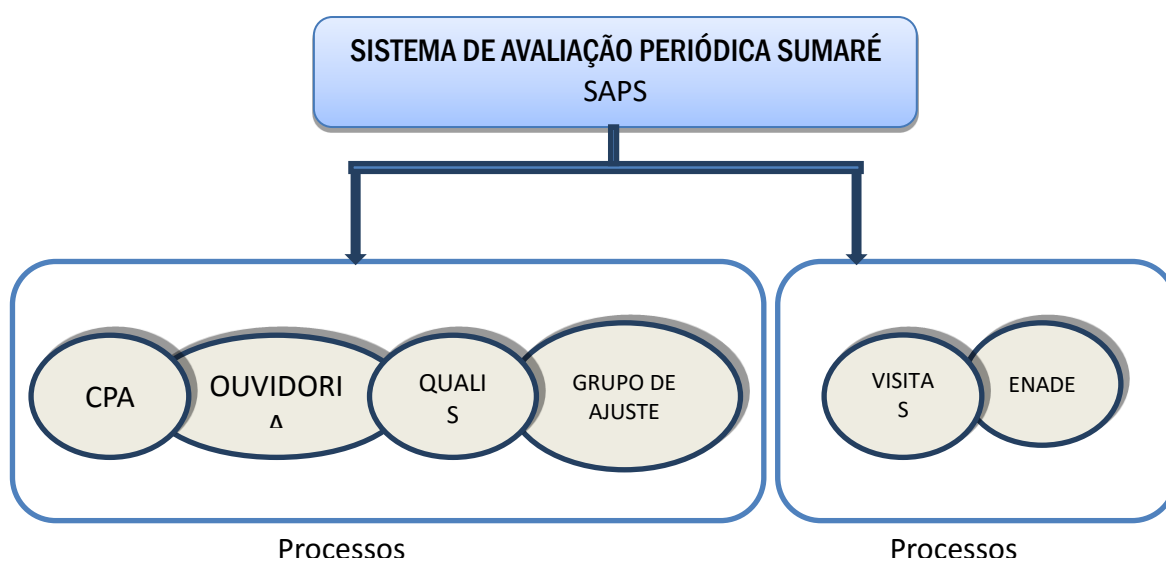 SISTEMA DE AVALIAÇÃO PERIÓDICA SUMARÉ
SAPS
CPA
OUVIDORI
A
QUALI
S
GRUPO DE
AJUSTE
VISITA
S
ENADE
Processos
Processos